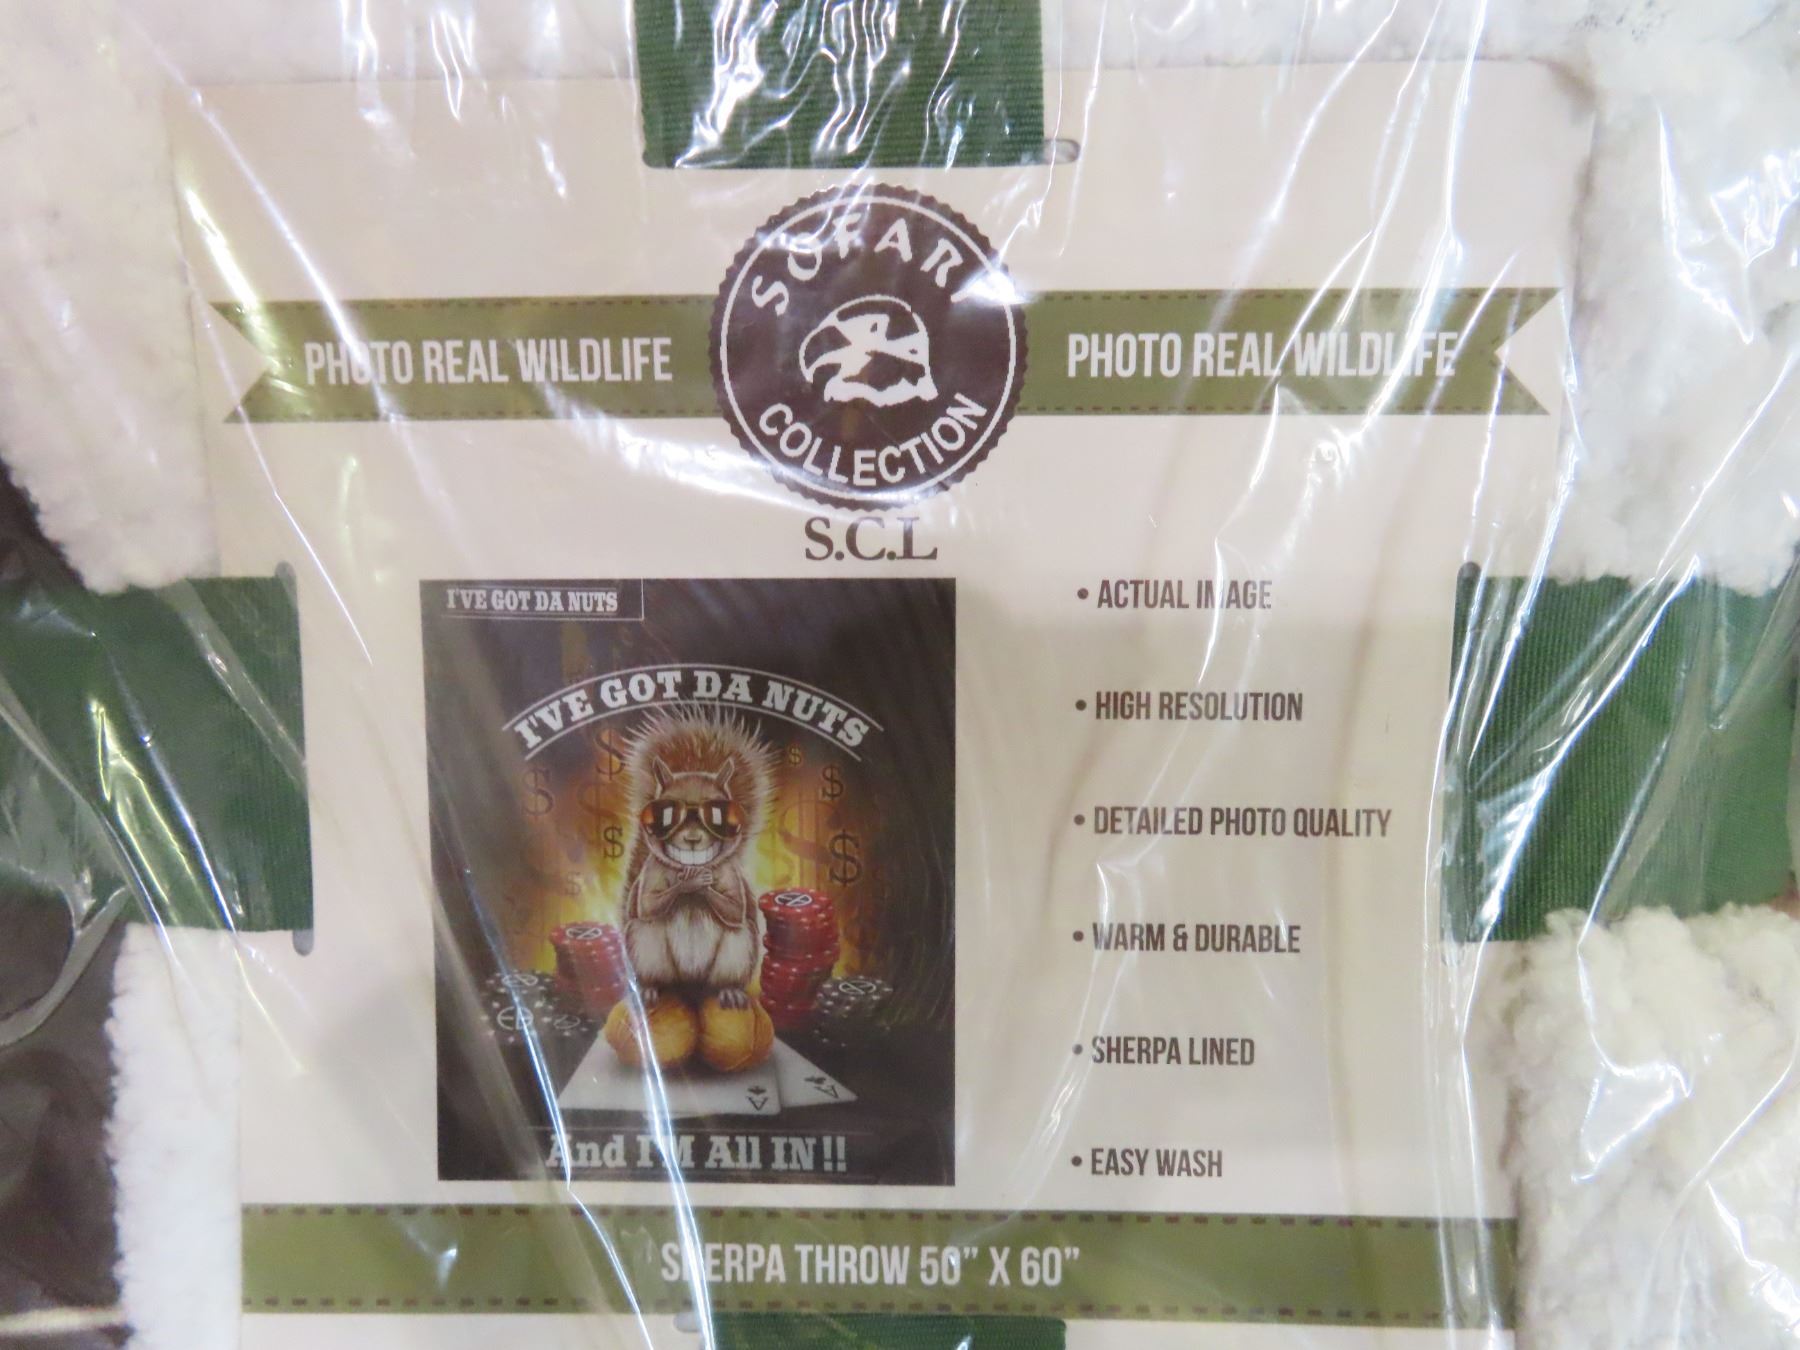 SOFARI
COLLECTION
PHOTO REAL WILDLIFE
PHOTO REAL WILDLIFE
S.C.L
I'VE GOT DA NUTS
I'VE GOT DA NUTS
And I'M All IN!!
• ACTUAL IMAGE
• HIGH RESOLUTION
• DETAILED PHOTO QUALITY
• WARM & DURABLE
• SHERPA LINED
• EASY WASH
SHERPA THROW 50” X 60”